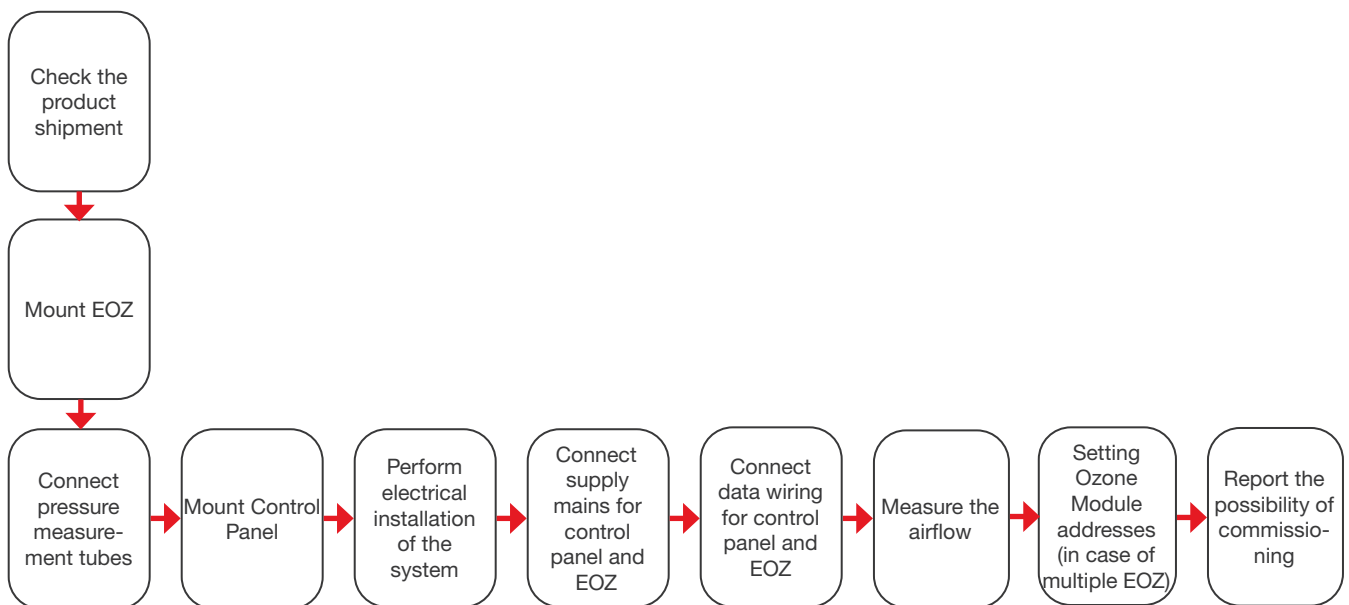 Check the
product
shipment
Mount EOZ
Connect
pressure
measure-
ment tubes
Mount Control
Panel
Perform
electrical
installation
of the
system
Connect
supply
mains for
control
panel and
EOZ
Connect
data wiring
for control
panel and
EOZ
Measure the
airflow
Setting
Ozone
Module
addresses
(in case of
multiple EOZ)
Report the
possibility of
commissio-
ning